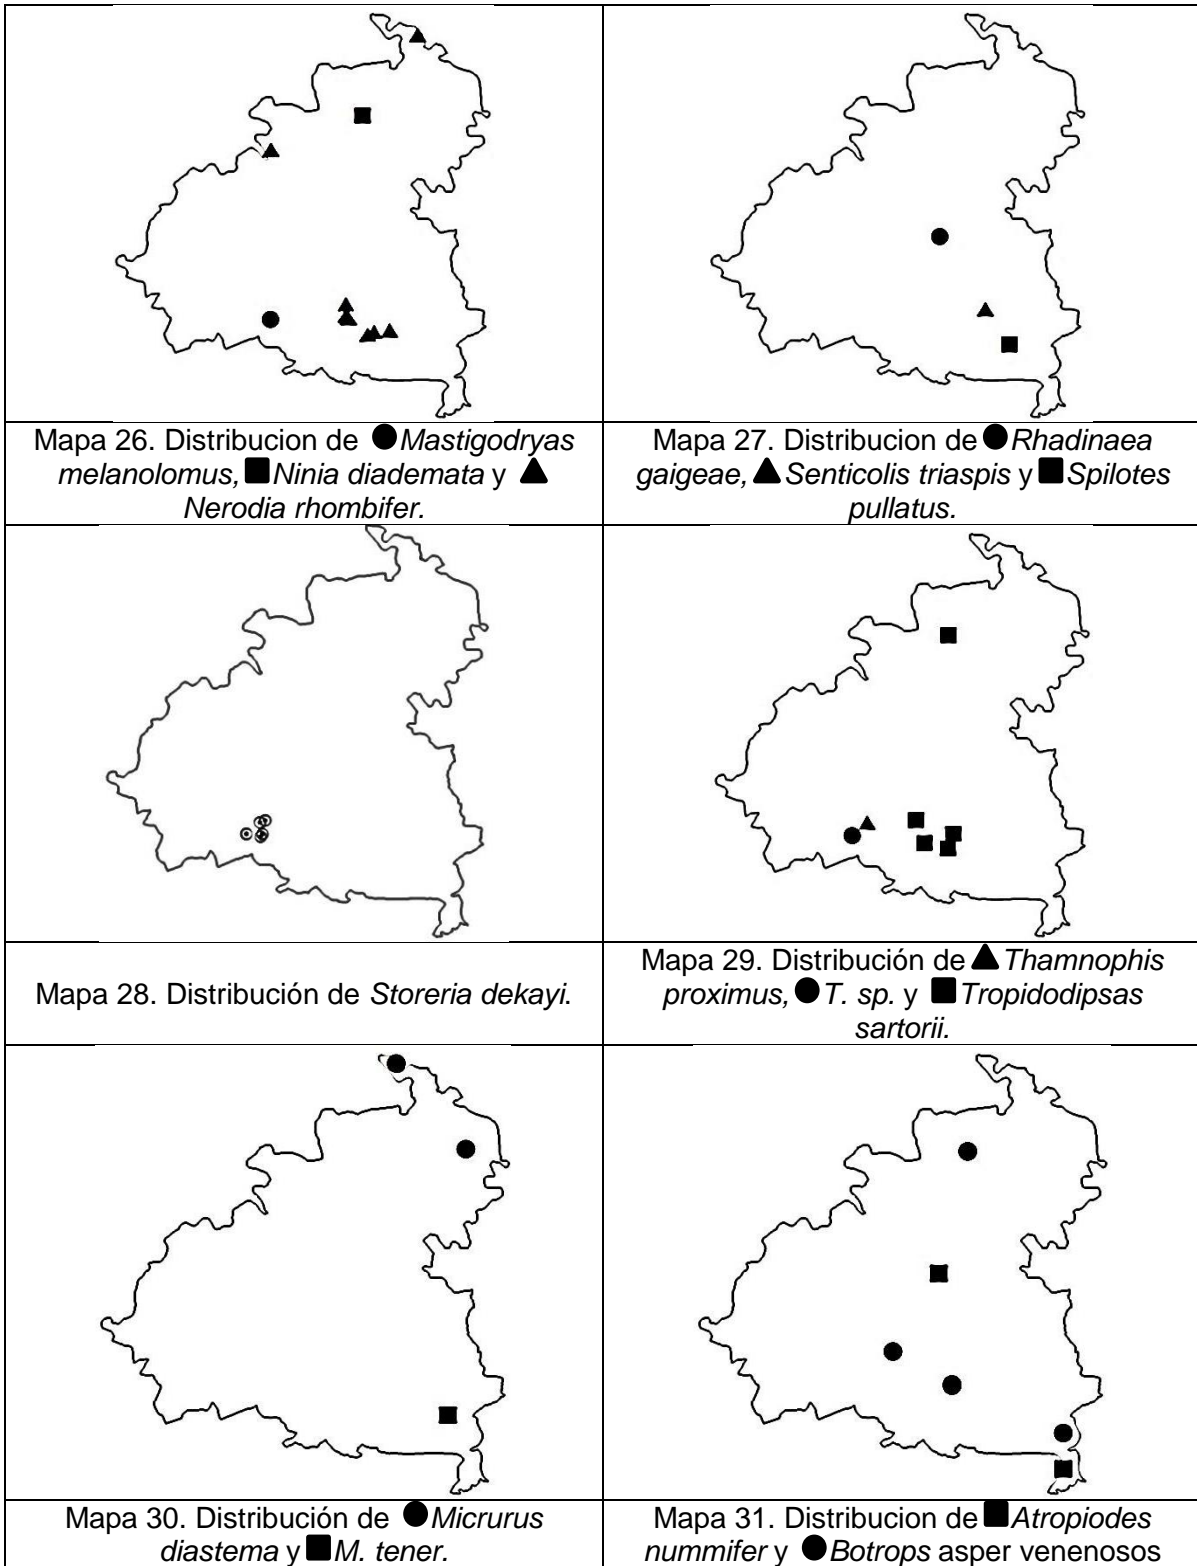 Mapa 26. Distribucion de ●Mastigodryas
melanolomus, ■Ninia diademata y ▲
Nerodia rhombifer.
Mapa 27. Distribucion de ●Rhadinaea
gaigeae, ▲Senticolis triaspis y ■Spilotes
pullatus.
Mapa 28. Distribución de Storeria dekayi.
Mapa 29. Distribución de ▲Thamnophis
proximus, ●T. sp. y ■Tropidodipsas
sartorii.
Mapa 30. Distribución de ●Micrurus
diastema y ■M. tener.
Mapa 31. Distribucion de ■Atropiodes
nummifer y ●Botrops asper venenosos